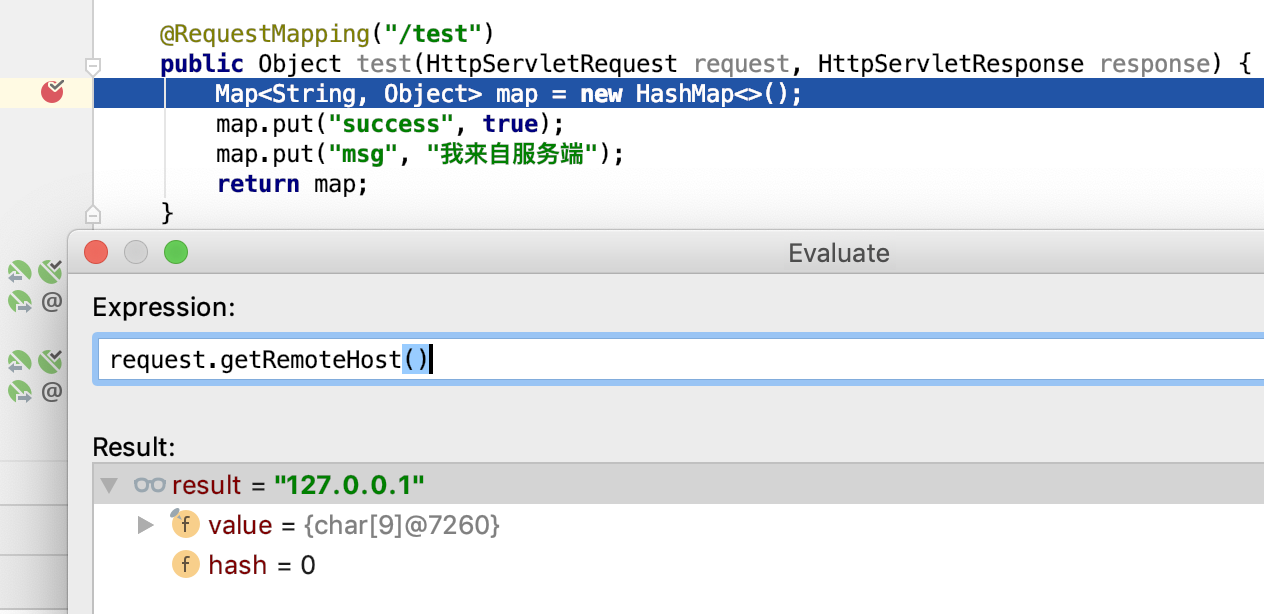 @RequestMapping("/test")
public Object test(HttpServletRequest request, HttpServletResponse response) {
Map<String, Object> map = new HashMap<>();
map.put("success", true);
map.put("msg", "我来自服务端");
return map;
}
Evaluate
@
Expression:
request.getRemoteHost()
@
Result:
result = "127.0.0.1"
f value = {char[9]@7260}
f hash = 0